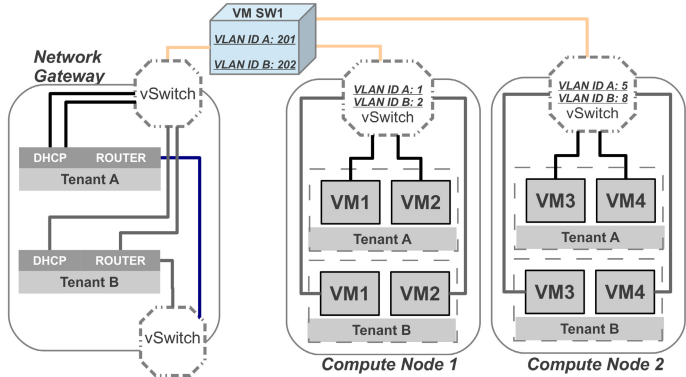 VM SW1
VLAN ID A: 201
VLAN ID B: 202
Network
Gateway
vSwitch
DHCP ROUTER
Tenant A
DHCP ROUTER
Tenant B
vSwitch
VLAN ID A: 1
VLAN ID B: 2
vSwitch
VM1 VM2
Tenant A
VM1 VM2
Tenant B
Compute Node 1
VLAN ID A: 5
VLAN ID B: 8
vSwitch
VM3 VM4
Tenant A
VM3 VM4
Tenant B
Compute Node 2